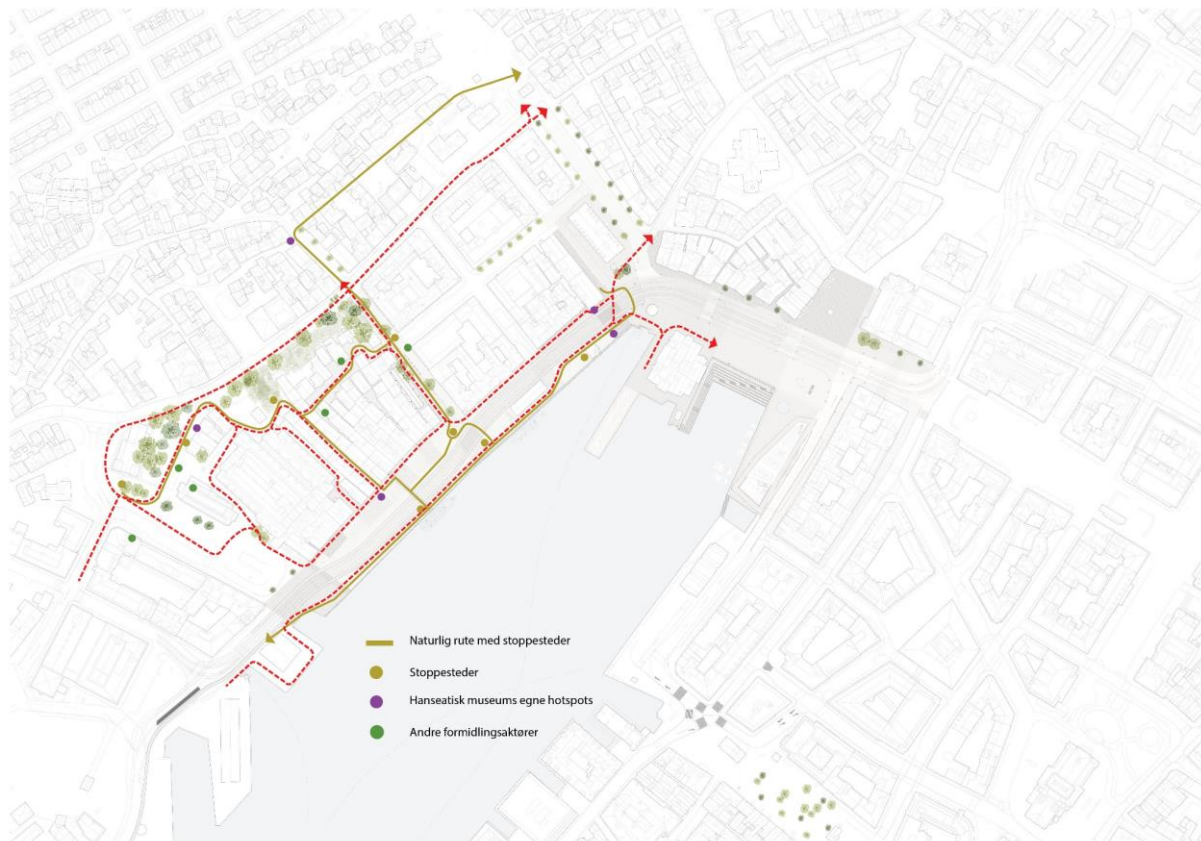 Naturlig rute med stoppesteder
Stoppesteder
Hanseatisk museums egne hotspots
Andre formidlingsaktører